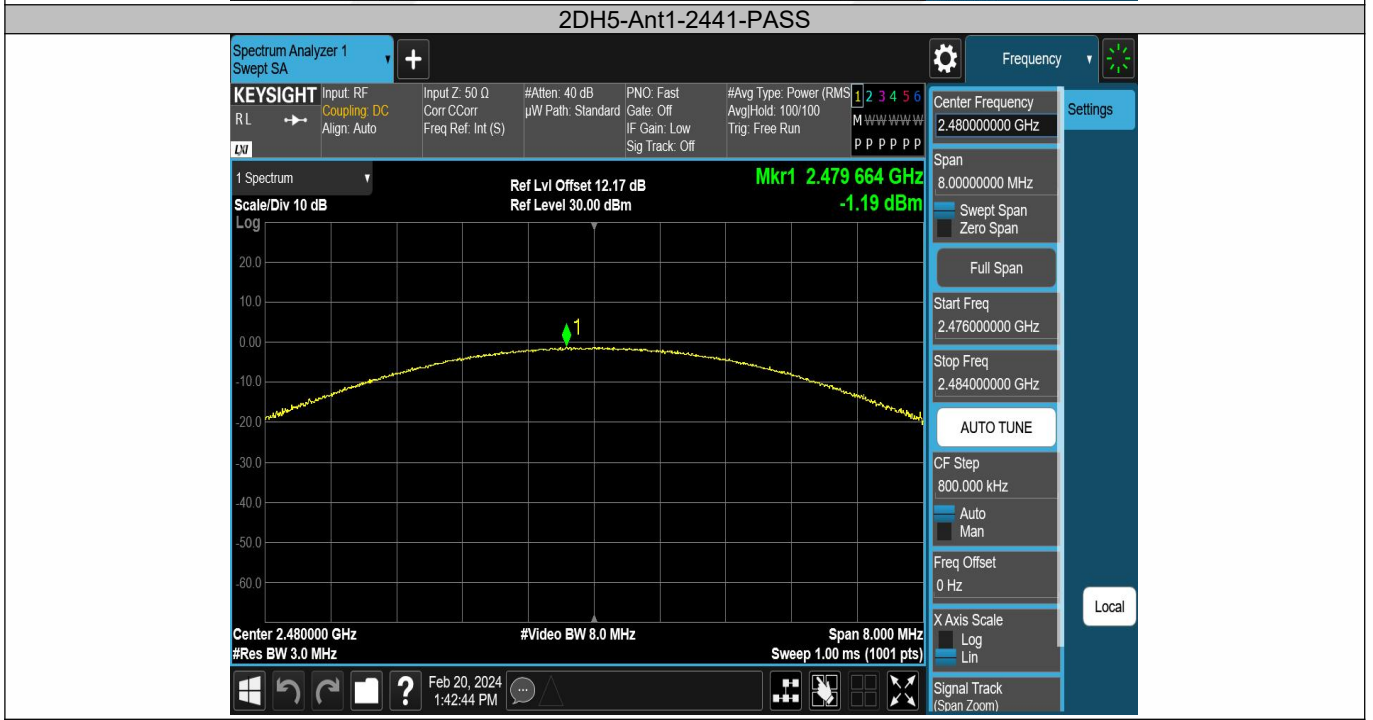 2DH5-Ant1-2441-PASS
Spectrum Analyzer 1
Swept SA
+
Frequency
KEYSIGHT
RL
LXI
Input: RF
Coupling: DC
Align: Auto
Input Z: 50 Ω
Corr CCorr
Freq Ref: Int (S)
#Atten: 40 dB
µW Path: Standard
PNO: Fast
Gate: Off
IF Gain: Low
Sig Track: Off
#Avg Type: Power (RMS
Avg|Hold: 100/100
Trig: Free Run
1 2 3 4 5 6
M W W W W W
P P P P P P
1 Spectrum
Scale/Div 10 dB
Ref Lvl Offset 12.17 dB
Ref Level 30.00 dBm
Mkr1 2.479 664 GHz
-1.19 dBm
Log
20.0
10.0
0.00
-10.0
-20.0
-30.0
-40.0
-50.0
-60.0
1
Center 2.480000 GHz
#Res BW 3.0 MHz
#Video BW 8.0 MHz
Span 8.000 MHz
Sweep 1.00 ms (1001 pts)
Center Frequency
2.480000000 GHz
Settings
Span
8.00000000 MHz
Swept Span
Zero Span
Full Span
Start Freq
2.476000000 GHz
Stop Freq
2.484000000 GHz
AUTO TUNE
CF Step
800.000 kHz
Auto
Man
Freq Offset
0 Hz
X Axis Scale
Log
Lin
Signal Track
(Span Zoom)
Local
?
Feb 20, 2024
1:42:44 PM